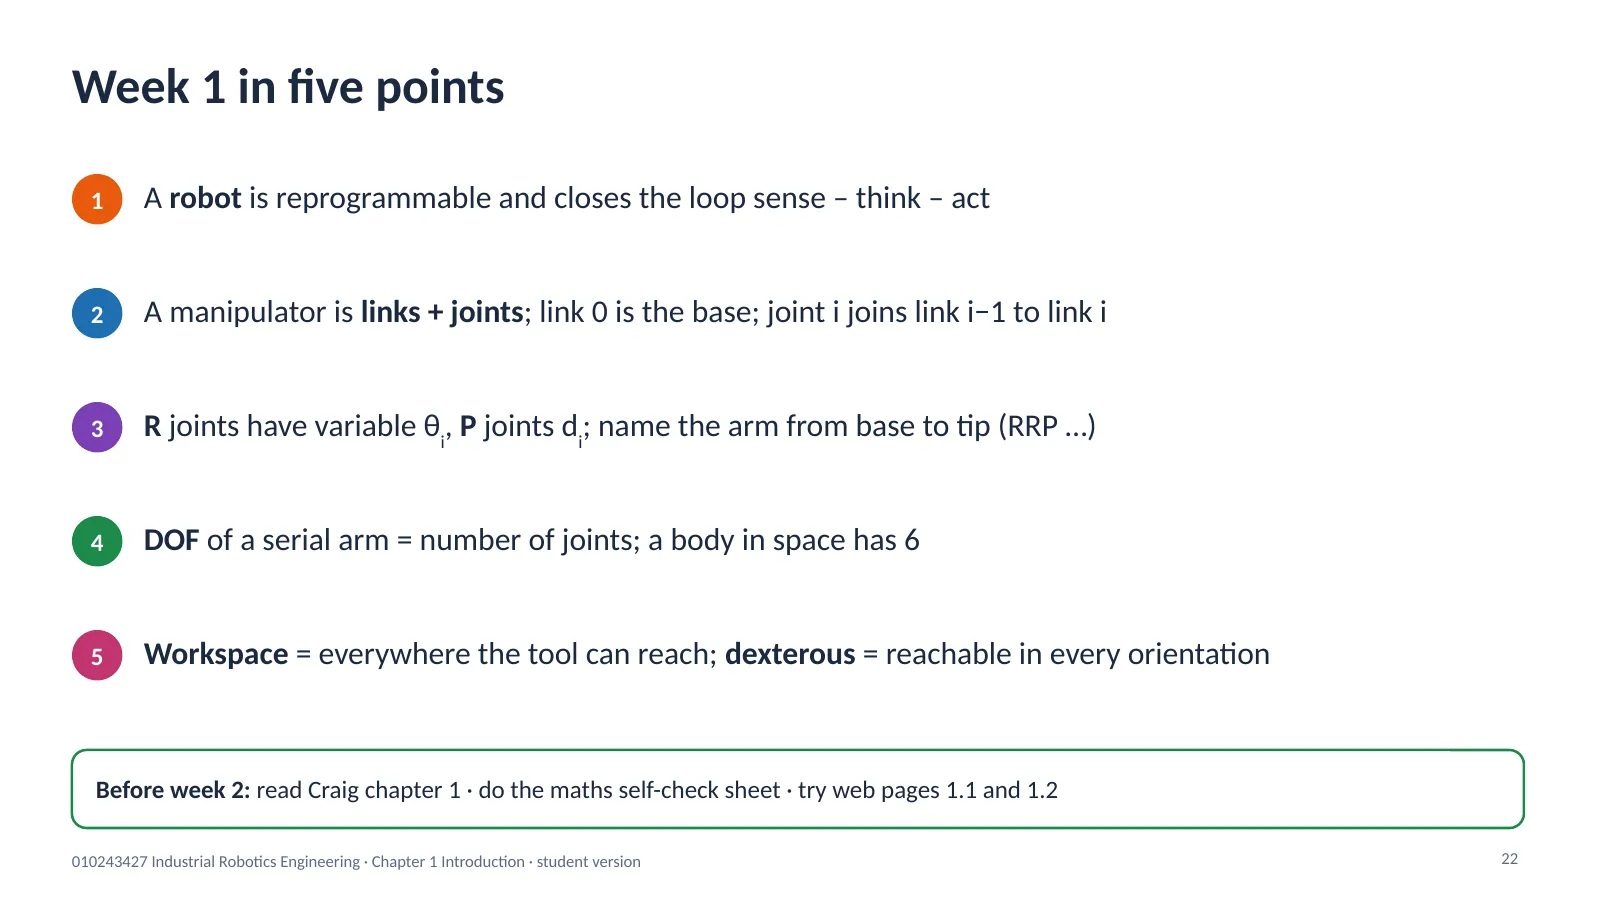 Week 1 in five points
1 A robot is reprogrammable and closes the loop sense – think – act
2 A manipulator is links + joints; link 0 is the base; joint i joins link i−1 to link i
3 R joints have variable θᵢ, P joints dᵢ; name the arm from base to tip (RRP …)
4 DOF of a serial arm = number of joints; a body in space has 6
5 Workspace = everywhere the tool can reach; dexterous = reachable in every orientation
Before week 2: read Craig chapter 1 · do the maths self-check sheet · try web pages 1.1 and 1.2
010243427 Industrial Robotics Engineering · Chapter 1 Introduction · student version
22